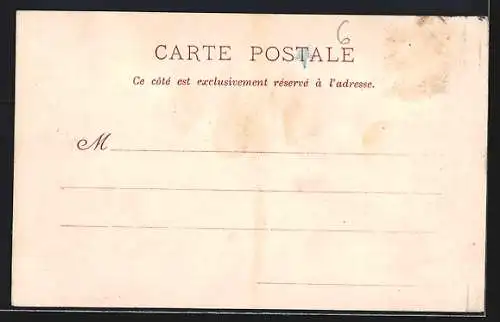 6
CARTE POSTALE
Ce côté est exclusivement réservé à l'adresse.
M